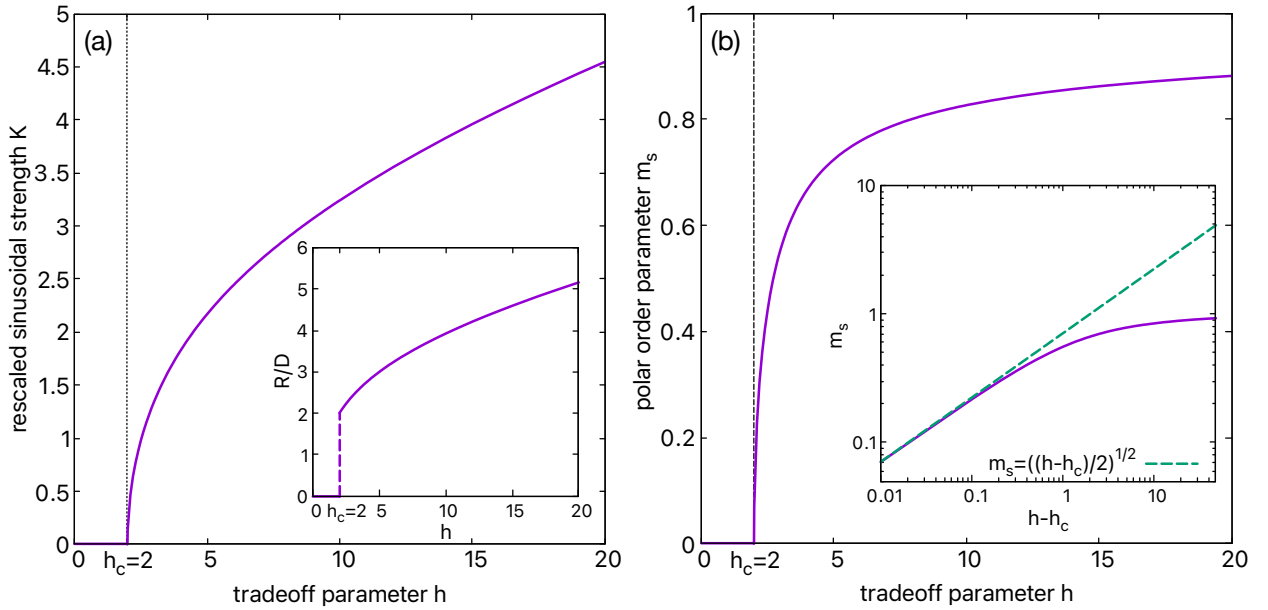 (a)
rescaled sinusoidal strength K
5
4.5
4
3.5
3
2.5
2
1.5
1
0.5
0
0 h_c=2 5 10 15 20
tradeoff parameter h
R/D
6
5
4
3
2
1
0
0 h_c=2 5 10 15 20
h
(b)
polar order parameter m_s
1
0.8
0.6
0.4
0.2
0
0 h_c=2 5 10 15 20
tradeoff parameter h
m_s
10
1
0.1
m_s=((h-h_c)/2)^1/2
0.01 0.1 1 10
h-h_c